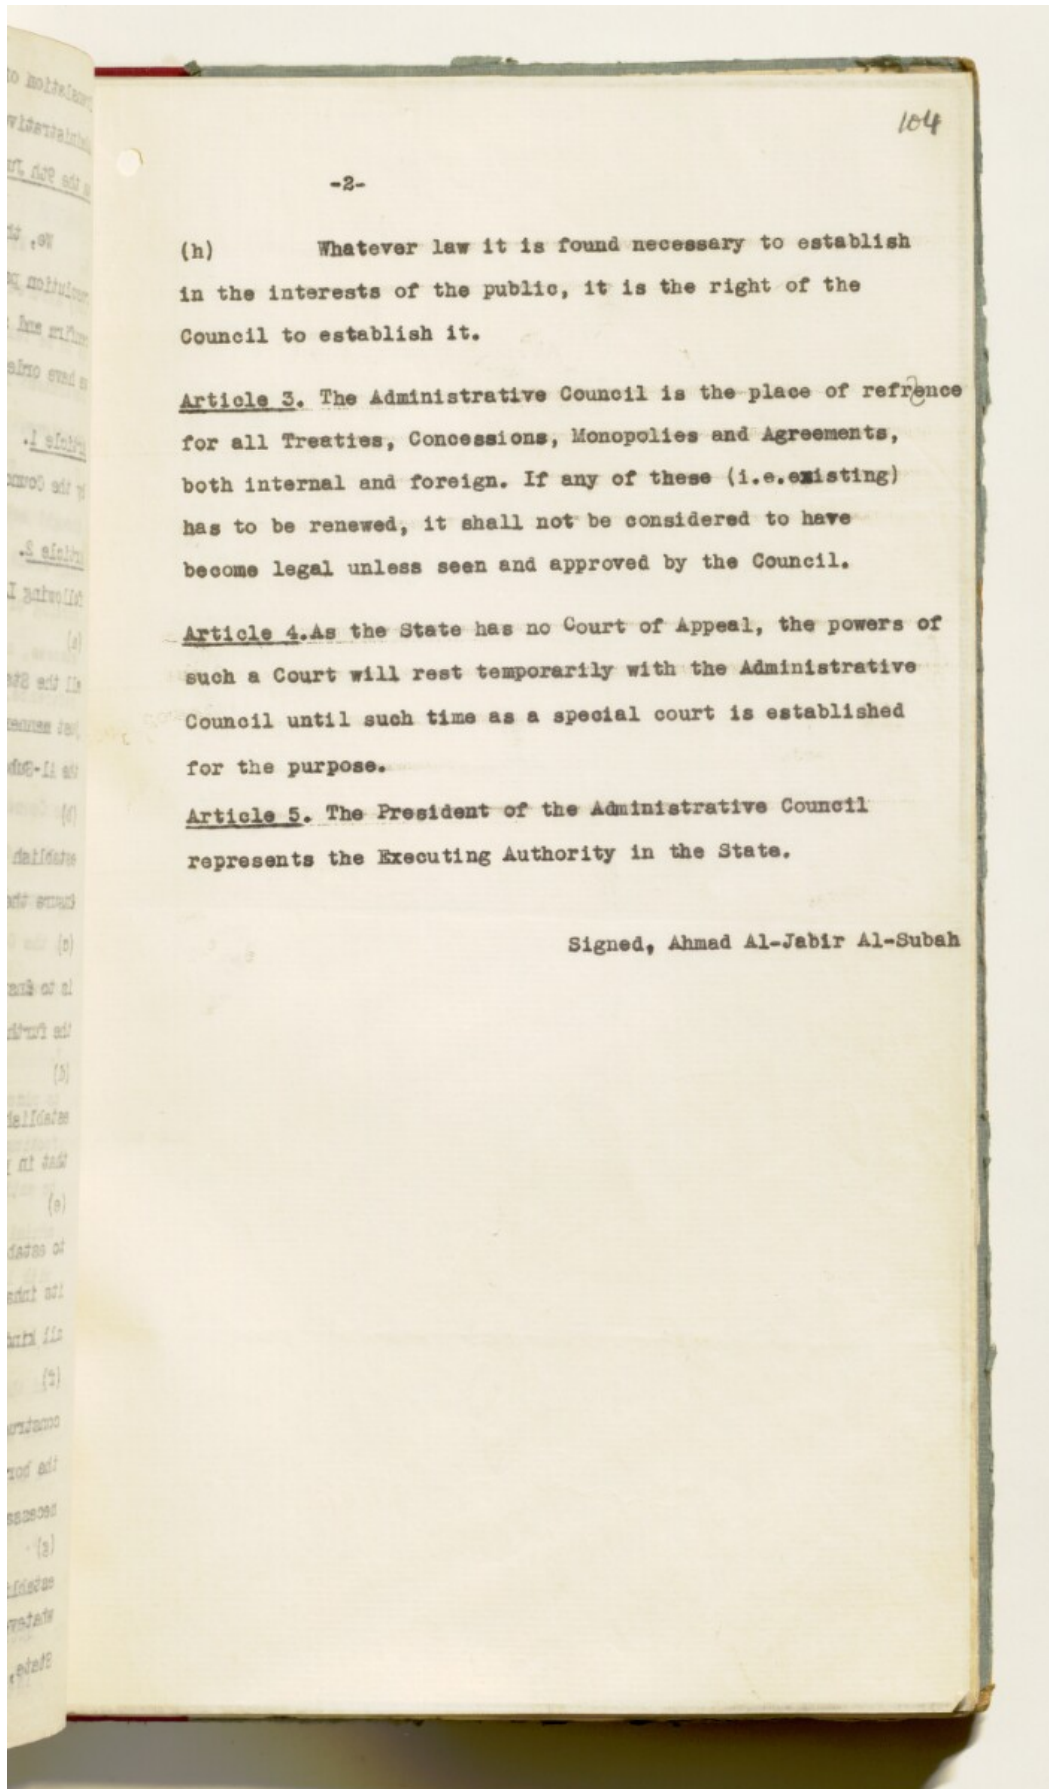 104
-2-
(h) Whatever law it is found necessary to establish
in the interests of the public, it is the right of the
Council to establish it.
Article 3. The Administrative Council is the place of refrence
for all Treaties, Concessions, Monopolies and Agreements,
both internal and foreign. If any of these (i.e.existing)
has to be renewed, it shall not be considered to have
become legal unless seen and approved by the Council.
Article 4.As the State has no Court of Appeal, the powers of
such a Court will rest temporarily with the Administrative
Council until such time as a special court is established
for the purpose.
Article 5. The President of the Administrative Council
represents the Executing Authority in the State.
Signed, Ahmad Al-Jabir Al-Subah